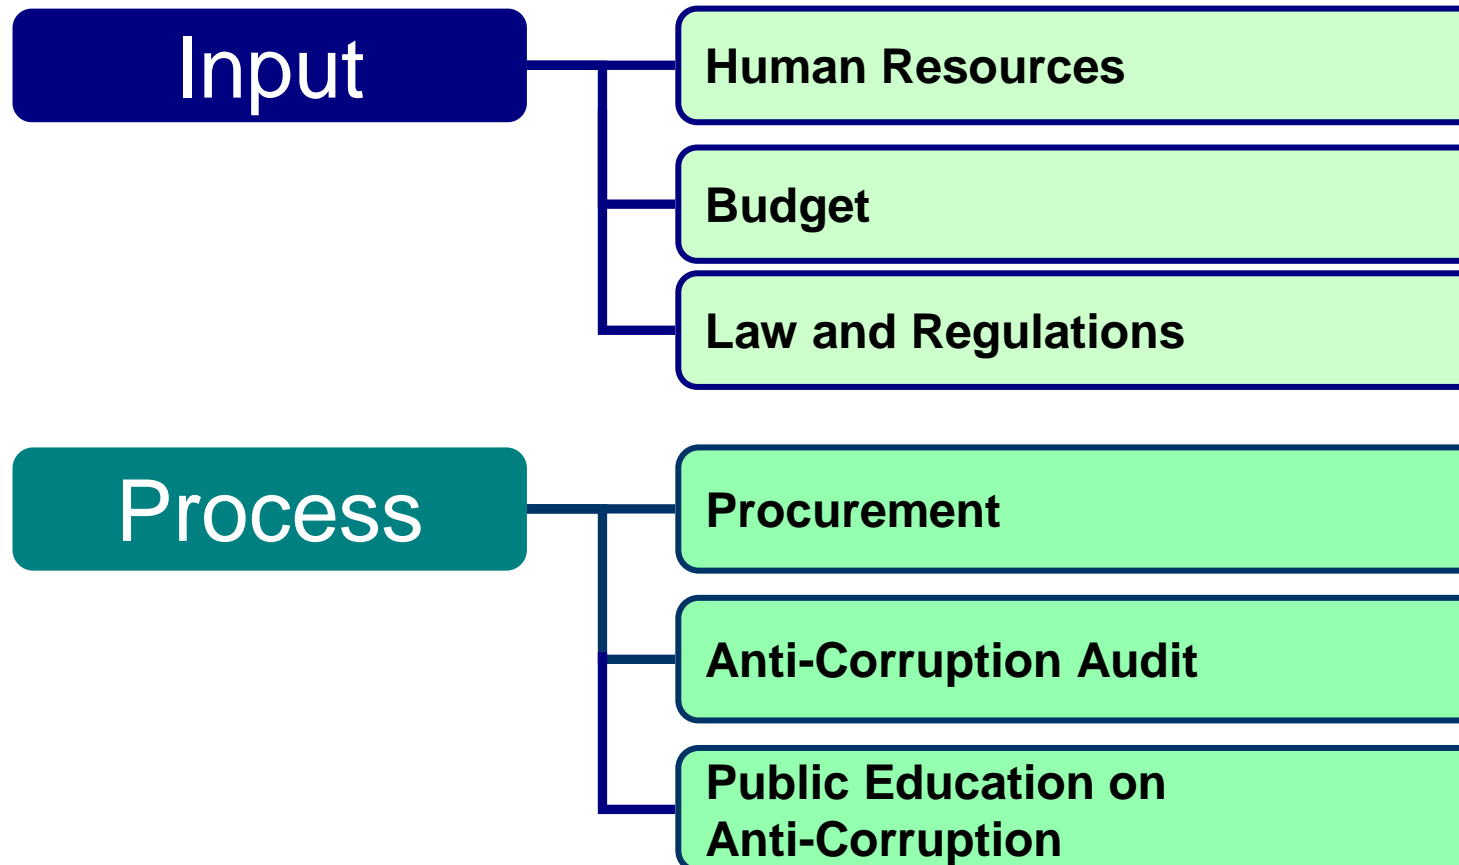 Input
Human Resources
Budget
Law and Regulations
Process
Procurement
Anti-Corruption Audit
Public Education on
Anti-Corruption